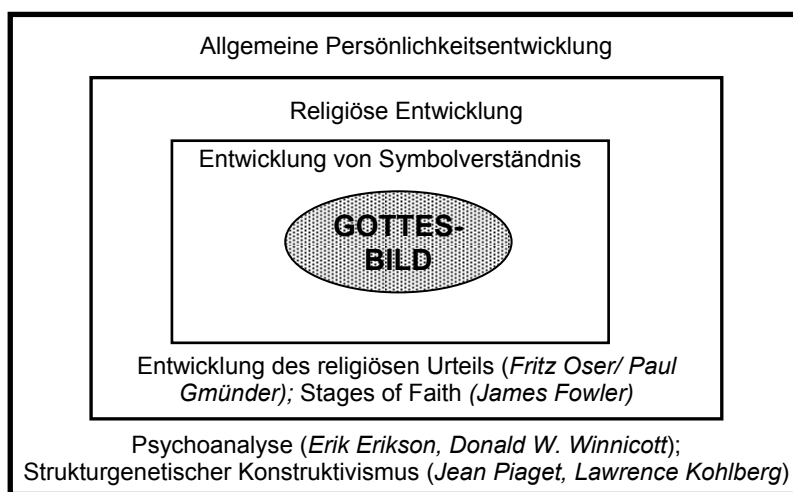 Allgemeine Persönlichkeitsentwicklung
Religiöse Entwicklung
Entwicklung von Symbolverständnis
GOTTES-
BILD
Entwicklung des religiösen Urteils (Fritz Oser/ Paul
Gmünder); Stages of Faith (James Fowler)
Psychoanalyse (Erik Erikson, Donald W. Winnicott);
Strukturgenetischer Konstruktivismus (Jean Piaget, Lawrence Kohlberg)